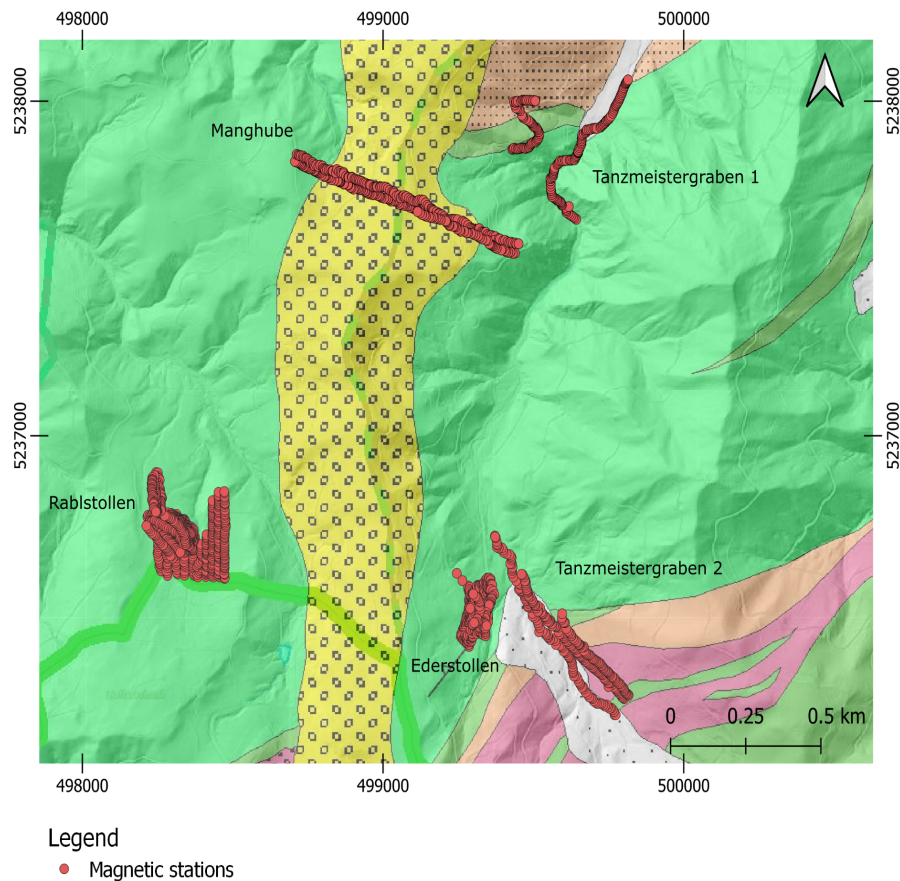 498000
499000
500000
5238000
5238000
Manghube
Tanzmeistergraben 1
5237000
5237000
Rablstollen
Tanzmeistergraben 2
Ederstollen
0
0.25
0.5 km
498000
499000
500000
Legend
Magnetic stations